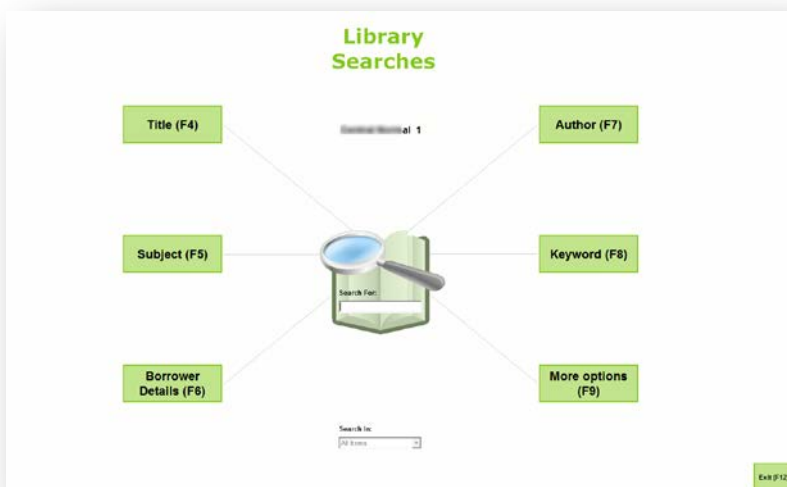 Library
Searches
Title (F4)
al 1
Author (F7)
Subject (F5)
Keyword (F8)
Search For:
Borrower
Details (F6)
More options
(F9)
Search In:
All Items
Exit (F12